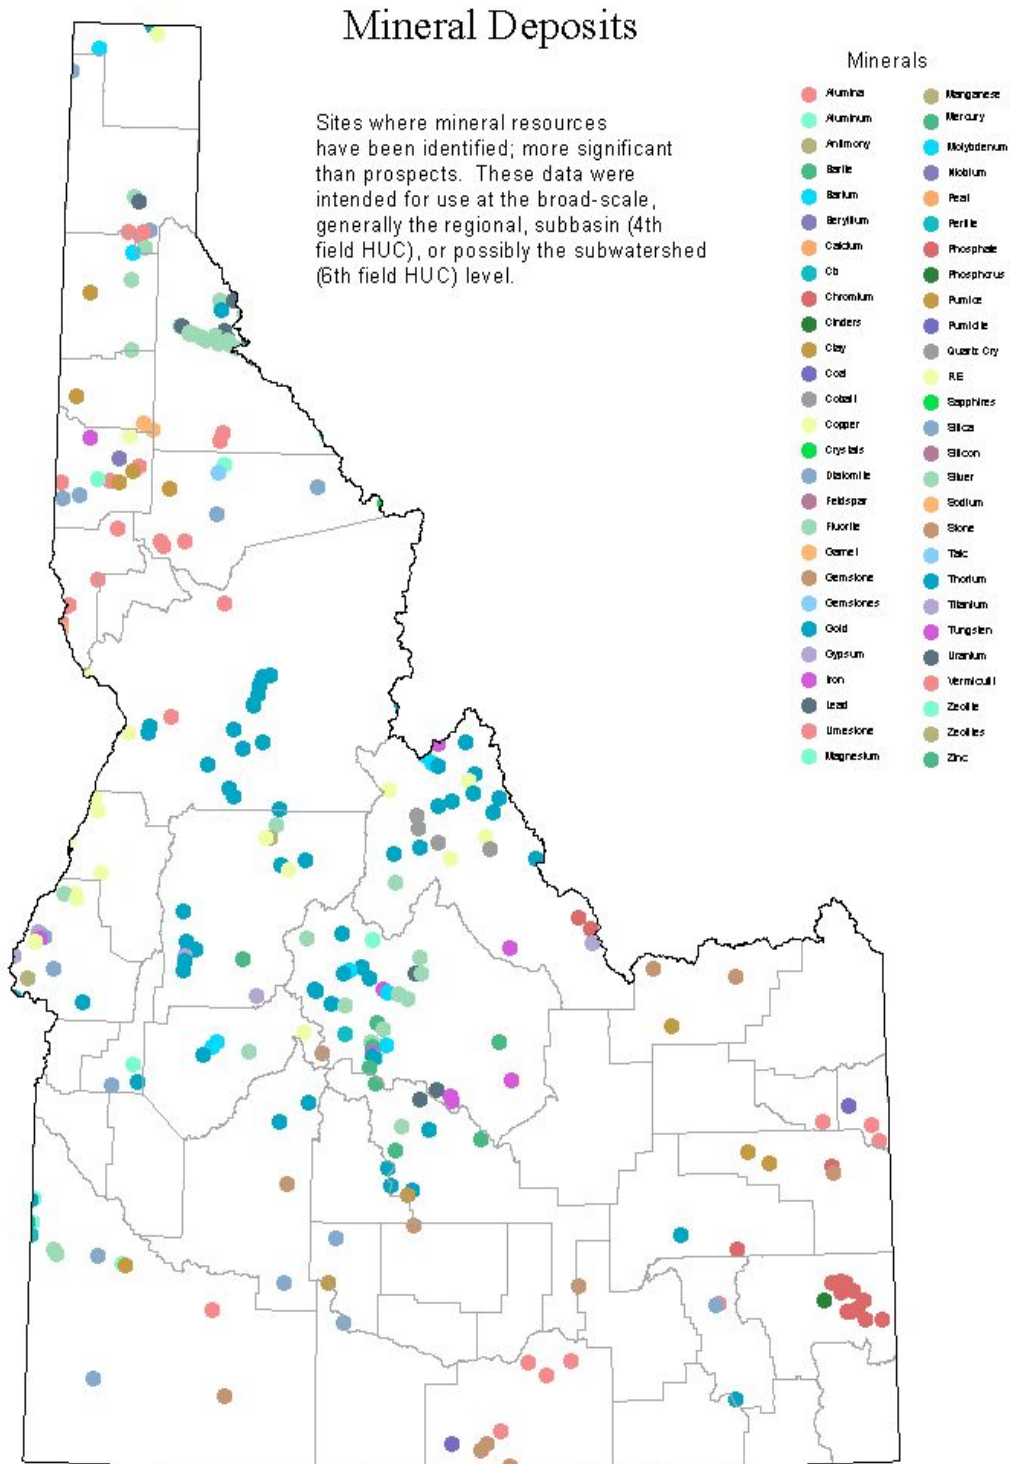 Mineral Deposits
Sites where mineral resources
have been identified; more significant
than prospects. These data were
intended for use at the broad-scale,
generally the regional, subbasin (4th
field HUC), or possibly the subwatershed
(6th field HUC) level.
Minerals
Alumina
Aluminum
Antimony
Barite
Barium
Beryllium
Calcium
Cb
Chromium
Cinders
Clay
Coal
Cobalt
Copper
Crystals
Diatomite
Feldspar
Fluorite
Garnet
Gemstone
Gemstones
Gold
Gypsum
Iron
Lead
Limestone
Magnesium
Manganese
Mercury
Molybdenum
Niobium
Peat
Perlite
Phosphate
Phosphorus
Pumice
Pumicite
Quartz Cry
RE
Sapphires
Silica
Silicon
Silver
Sodium
Stone
Talc
Thorium
Titanium
Tungsten
Uranium
Vermiculi
Zeolite
Zeolites
Zinc